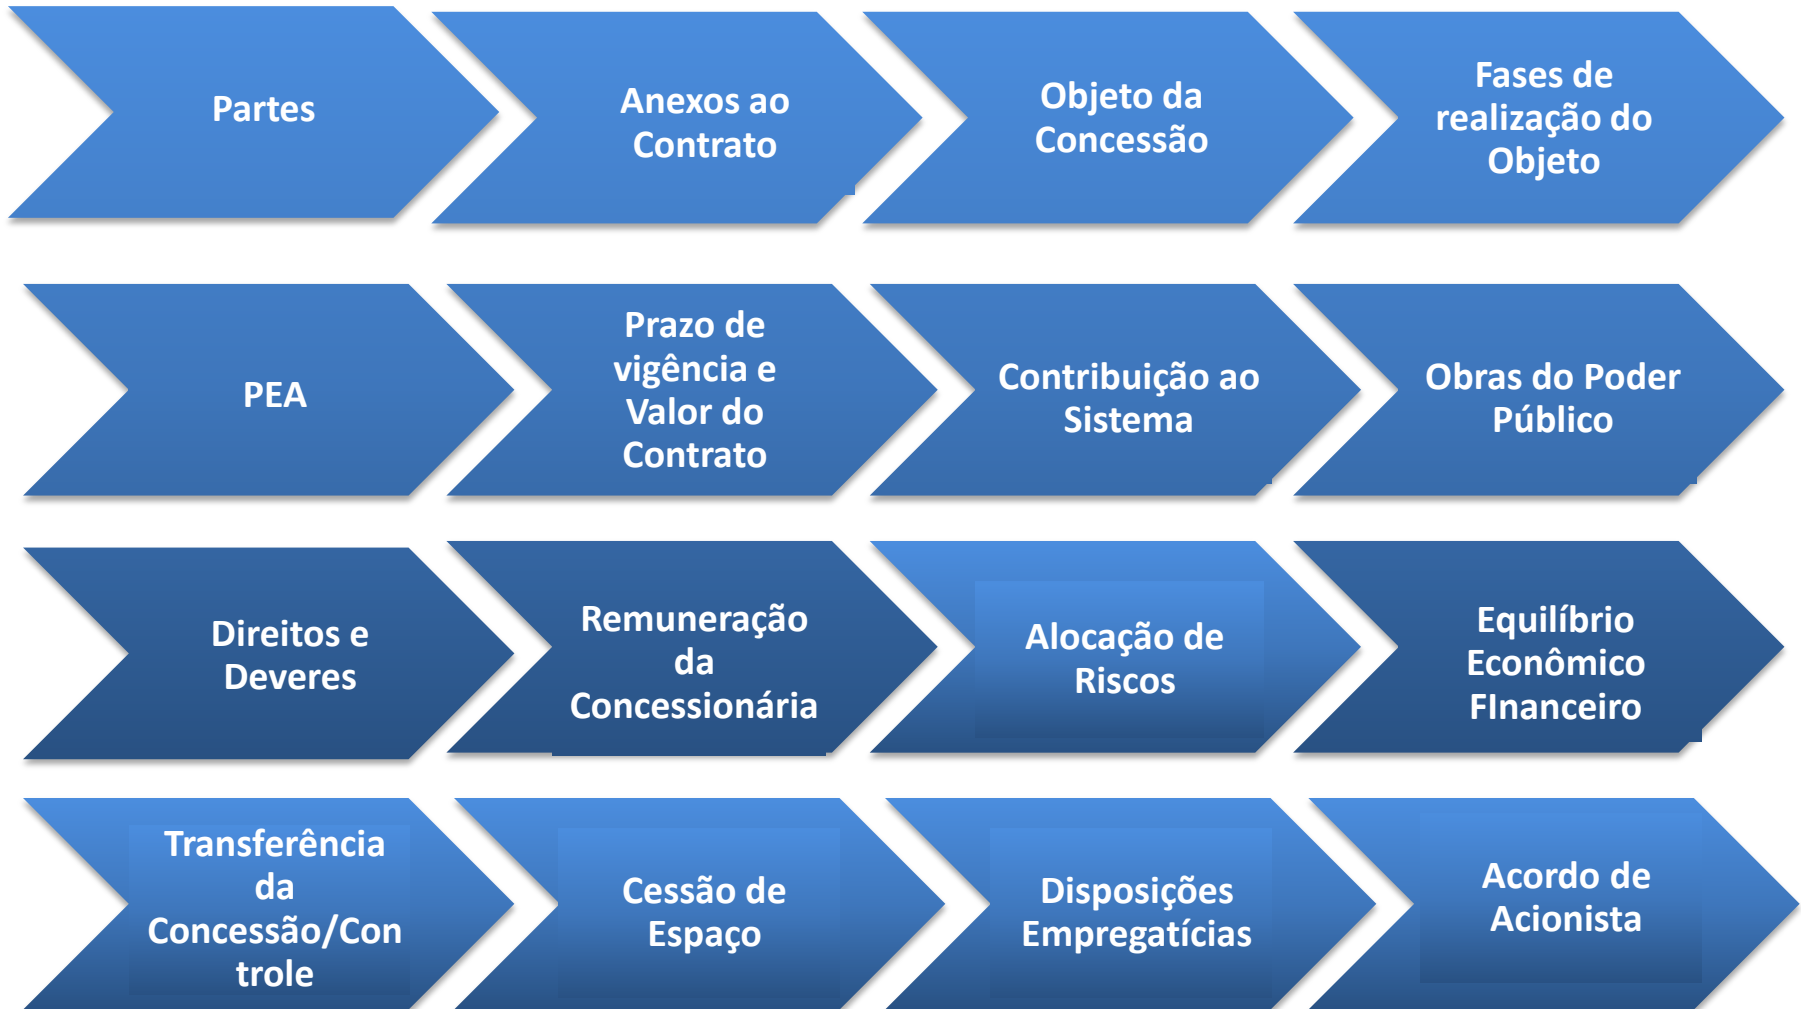 Partes
Anexos ao
Contrato
Objeto da
Concessão
Fases de
realização do
Objeto
PEA
Prazo de
vigência e
Valor do
Contrato
Contribuição ao
Sistema
Obras do Poder
Público
Direitos e
Deveres
Remuneração
da
Concessionária
Alocação de
Riscos
Equilíbrio
Econômico
FInanceiro
Transferência
da
Concessão/Con
trole
Cessão de
Espaço
Disposições
Empregatícias
Acordo de
Acionista